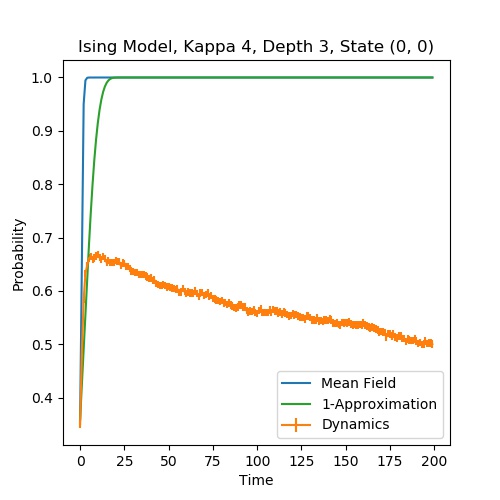 Ising Model, Kappa 4, Depth 3, State (0, 0)
1.0
0.9
0.8
0.7
0.6
0.5
0.4
Probability
Mean Field
1-Approximation
Dynamics
0 25 50 75 100 125 150 175 200
Time